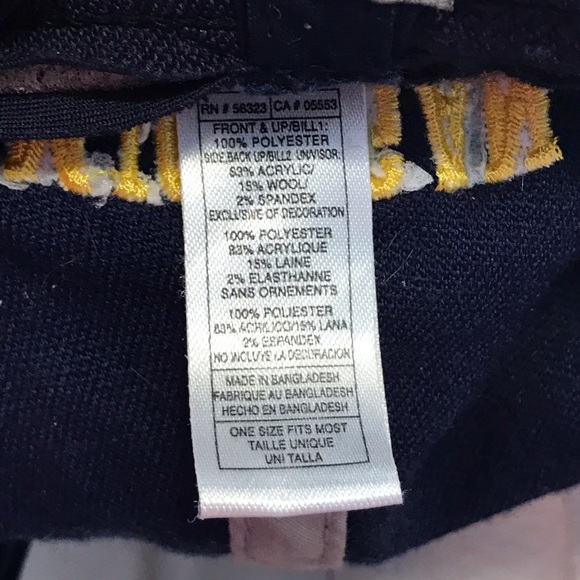 RN # 56323 CA # 05553
FRONT & UP/BILL1:
100% POLYESTER
SIDE,BACK UP/BILL2 UN/VISOR:
83% ACRYLIC/
15% WOOL/
2% SPANDEX
EXCLUSIVE OF DECORATION
100% POLYESTER
83% ACRYLIQUE
15% LAINE
2% ELASTHANNE
SANS ORNEMENTS
100% POLIESTER
83% ACRILICO/15% LANA
2% ESPANDEX
NO INCLUYE LA DECORACION
MADE IN BANGLADESH
FABRIQUE AU BANGLADESH
HECHO EN BANGLADESH
ONE SIZE FITS MOST
TAILLE UNIQUE
UNI TALLA